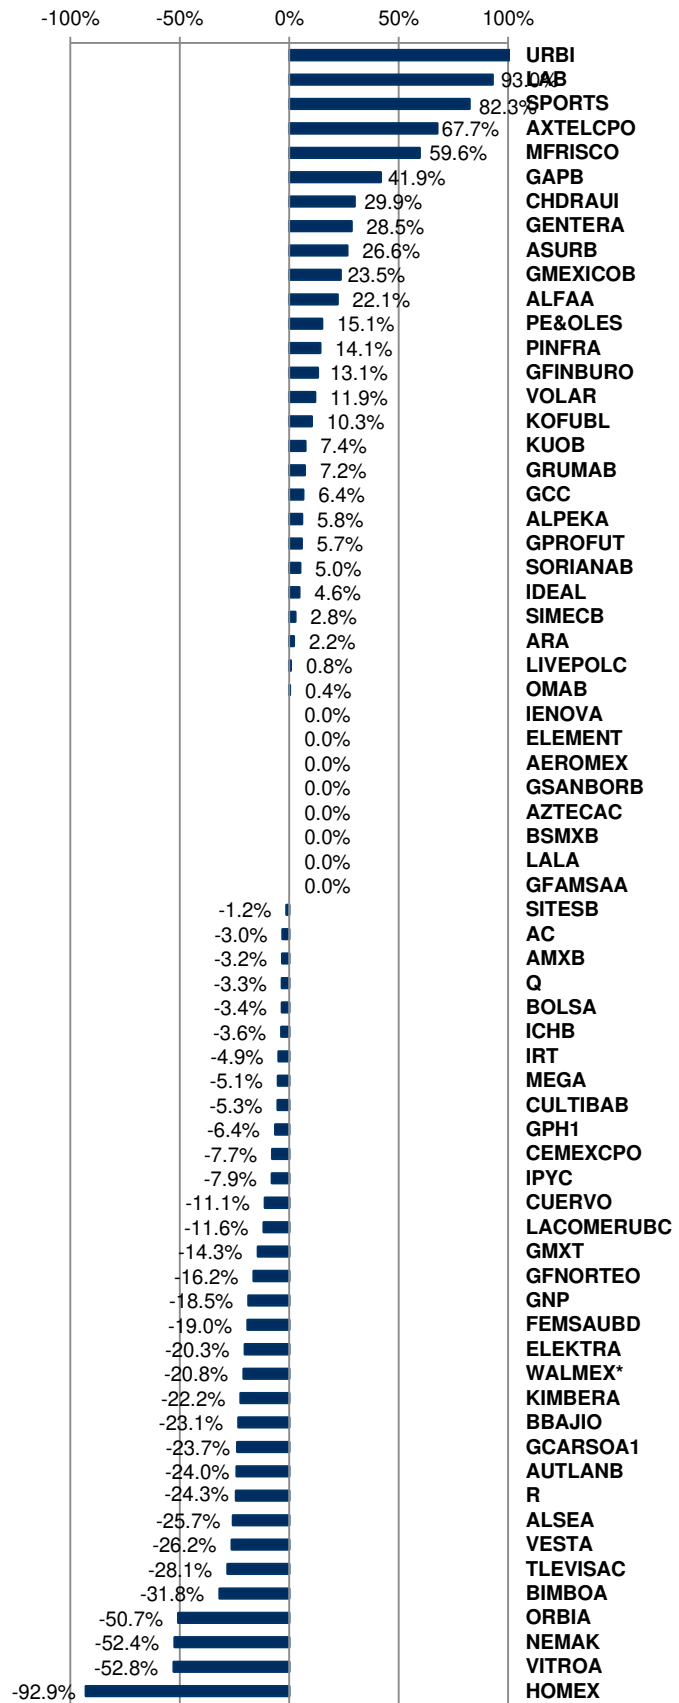 -100% -50% 0% 50% 100%
URBI
93.0% LAB
82.3% SPORTS
67.7% AXTELCPO
59.6% MFRISCO
41.9% GAPB
29.9% CHDRAUI
28.5% GENTERA
26.6% ASURB
23.5% GMEXICOB
22.1% ALFAA
15.1% PE&OLES
14.1% PINFRA
13.1% GFINBURO
11.9% VOLAR
10.3% KOFUBL
7.4% KUOB
7.2% GRUMAB
6.4% GCC
5.8% ALPEKA
5.7% GPROFUT
5.0% SORIANAB
4.6% IDEAL
2.8% SIMECB
2.2% ARA
0.8% LIVEPOLC
0.4% OMAB
0.0% IENOVA
0.0% ELEMENT
0.0% AEROMEX
0.0% GSANBORB
0.0% AZTECAC
0.0% BSMXB
0.0% LALA
0.0% GFAMSAA
-1.2% SITESB
-3.0% AC
-3.2% AMXB
-3.3% Q
-3.4% BOLSA
-3.6% ICHB
-4.9% IRT
-5.1% MEGA
-5.3% CULTIBAB
-6.4% GPH1
-7.7% CEMEXCPO
-7.9% IPYC
-11.1% CUERVO
-11.6% LACOMERUBC
-14.3% GMXT
-16.2% GFNORTEO
-18.5% GNP
-19.0% FEMSAUBD
-20.3% ELEKTRA
-20.8% WALMEX*
-22.2% KIMBERA
-23.1% BBAJIO
-23.7% GCARSOA1
-24.0% AUTLANB
-24.3% R
-25.7% ALSEA
-26.2% VESTA
-28.1% TLEVISAC
-31.8% BIMBOA
-50.7% ORBIA
-52.4% NEMAK
-52.8% VITROA
-92.9% HOMEX